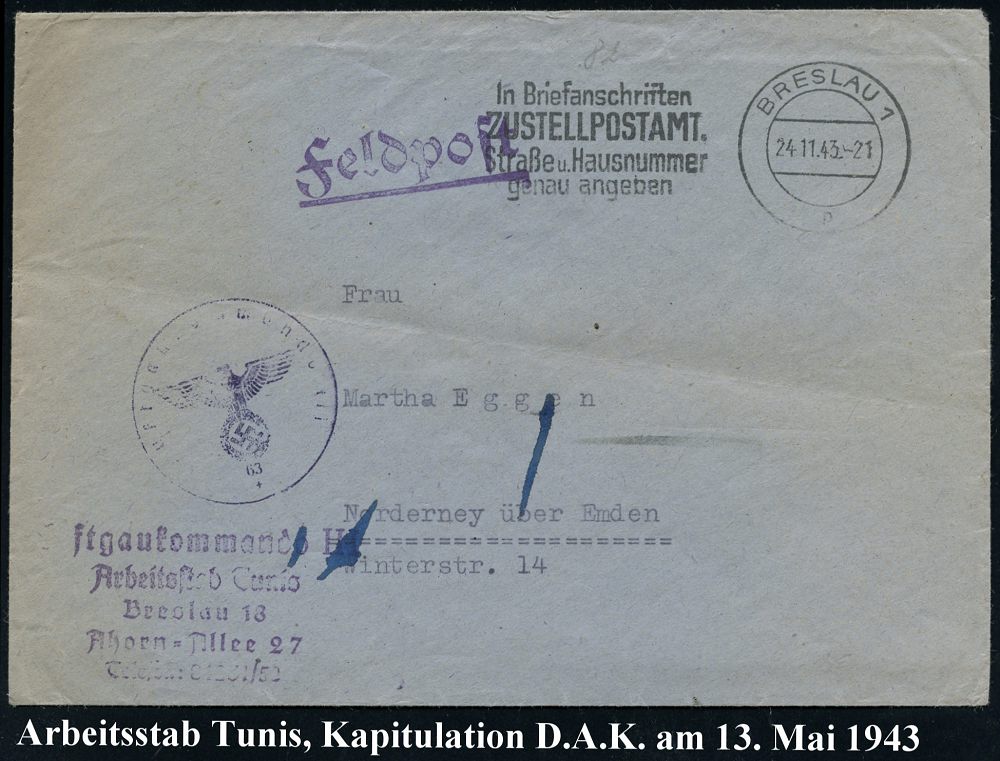 In Briefanschriften
ZUSTELLPOSTAMT.
Straße u. Hausnummer
genau angeben
BRESLAU 1
24.11.43.-21
Feldpost
Frau
Martha E g g e n
63
Norderney über Emden
Winterstr. 14
ftgaukommando
Arbeitsstab Tunis
Breslau 18
Ahorn-Allee 27
Arbeitsstab Tunis, Kapitulation D.A.K. am 13. Mai 1943